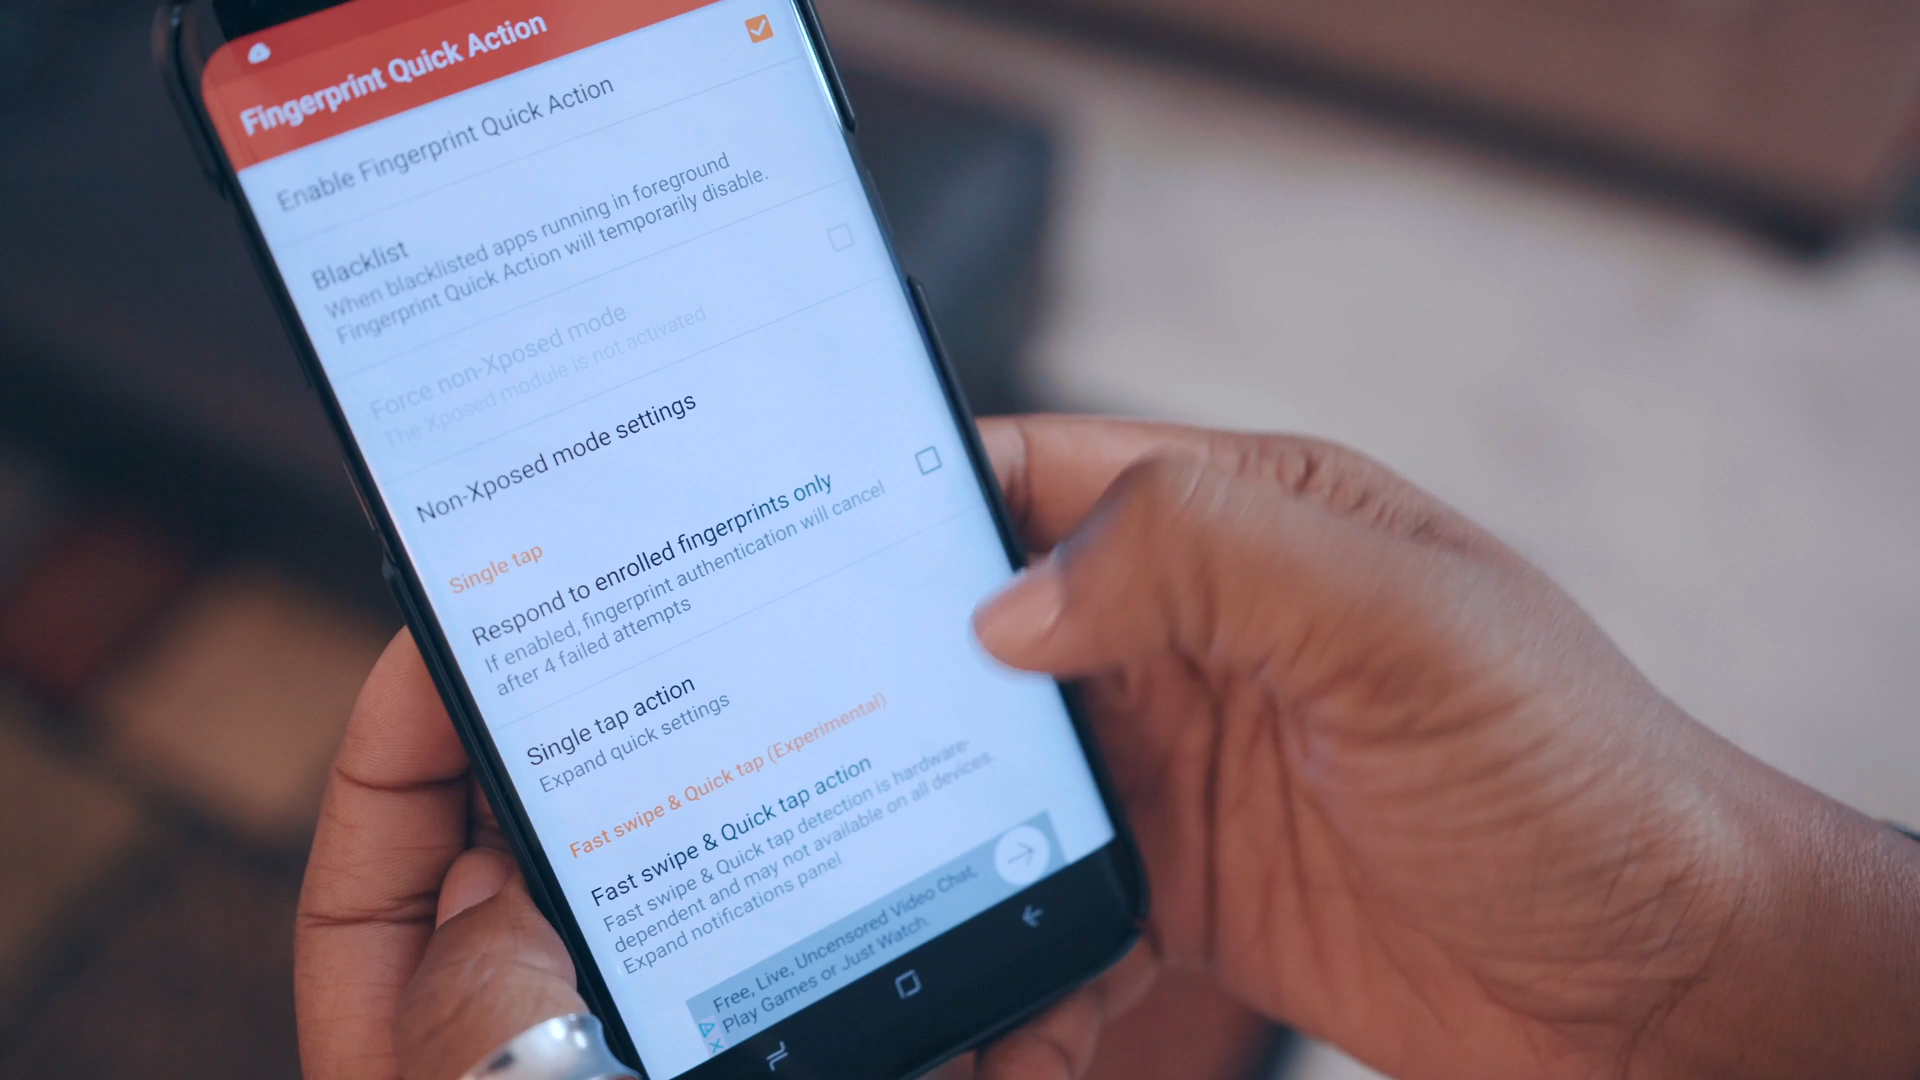 Fingerprint Quick Action
Enable Fingerprint Quick Action
Blacklist
When blacklisted apps running in foreground
Fingerprint Quick Action will temporarily disable.
Force non-Xposed mode
The Xposed module is not activated
Non-Xposed mode settings
Single tap
Respond to enrolled fingerprints only
If enabled, fingerprint authentication will cancel
after 4 failed attempts
Single tap action
Expand quick settings
Fast swipe & Quick tap (Experimental)
Fast swipe & Quick tap action
Fast swipe & Quick tap detection is hardware-
dependent and may not available on all devices.
Expand notifications panel
Free, Live, Uncensored Video Chat,
Play Games or Just Watch.